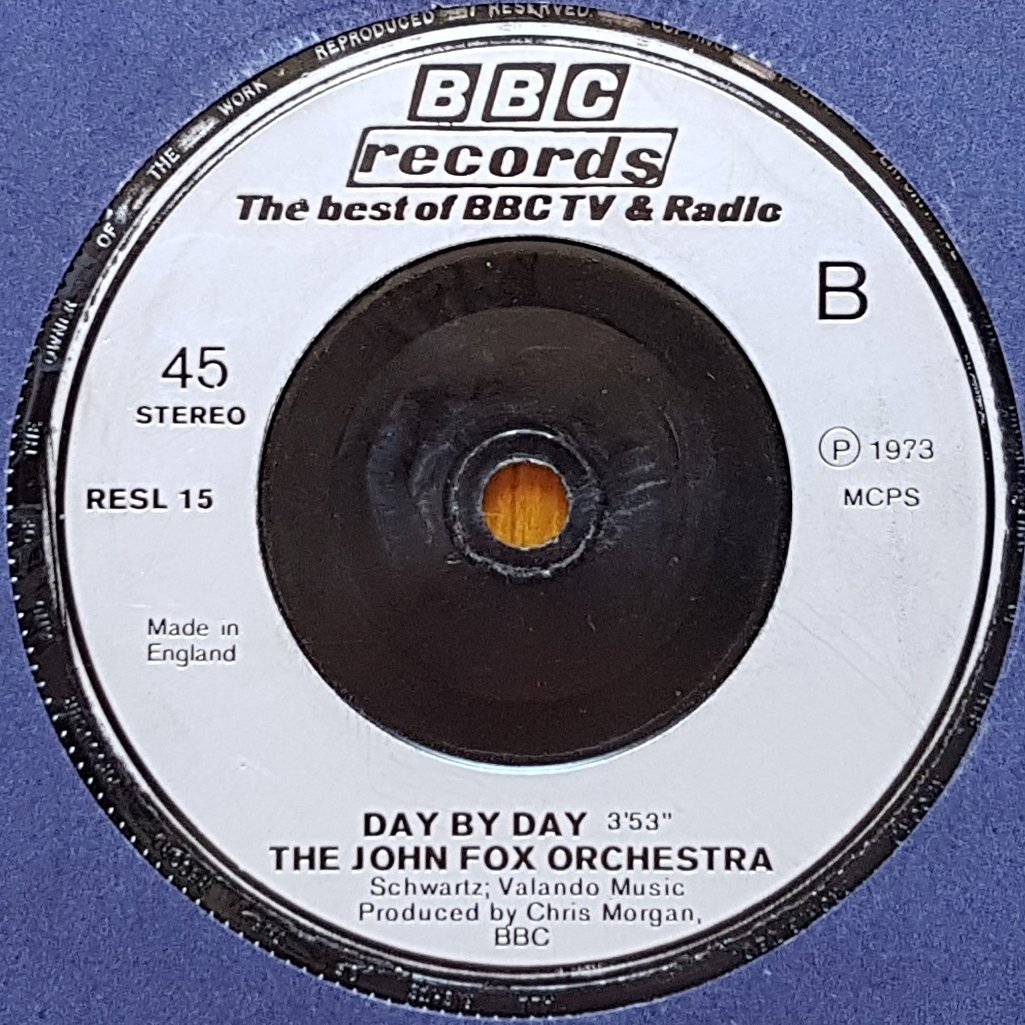 REPRODUCED
RESERVED.
OWNER OF THE WORK
BBC
records
The best of BBC TV & Radio
B
45
STEREO
RESL 15
Ⓟ 1973
MCPS
Made in
England
DAY BY DAY 3'53"
THE JOHN FOX ORCHESTRA
Schwartz; Valando Music
Produced by Chris Morgan,
BBC